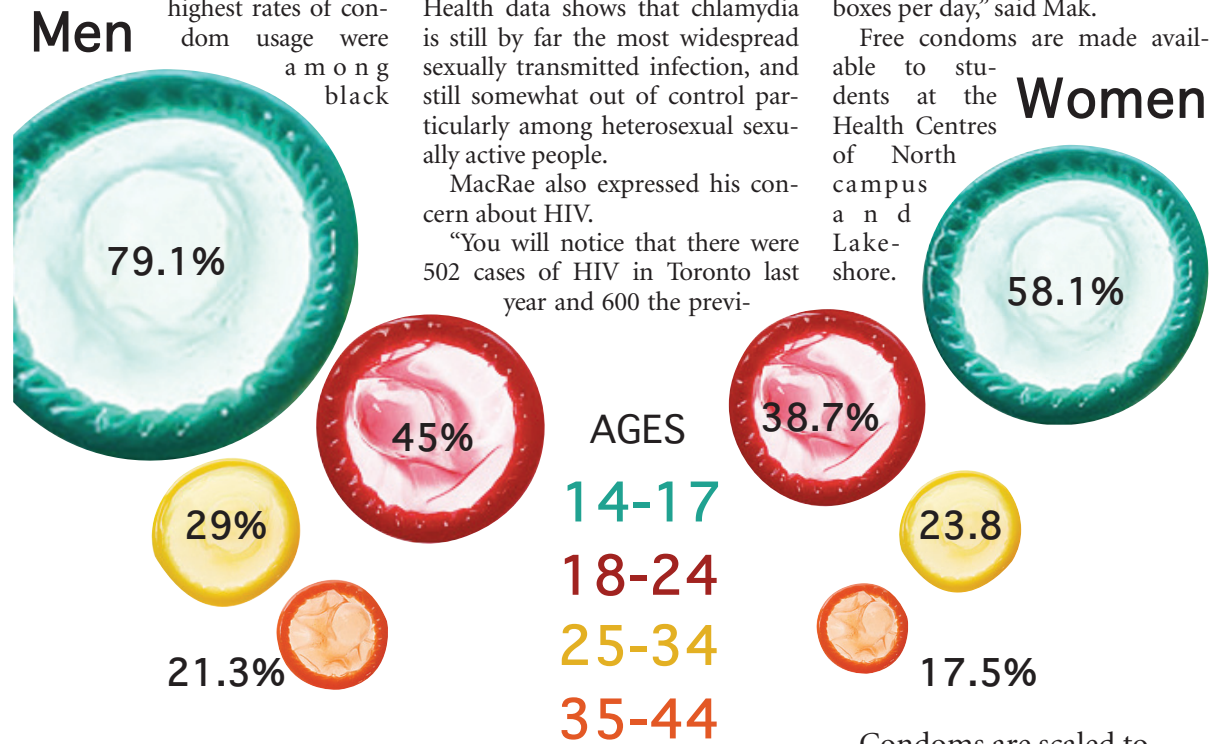 Men
highest rates of con-
dom usage were
among
black
Health data shows that chlamydia
is still by far the most widespread
sexually transmitted infection, and
still somewhat out of control par-
ticularly among heterosexual sexu-
ally active people.
MacRae also expressed his con-
cern about HIV.
“You will notice that there were
502 cases of HIV in Toronto last
year and 600 the previ-
boxes per day,” said Mak.
Free condoms are made avail-
able to stu-
dents at the
Health Centres
of North
campus
and
Lake-
shore.
Women
79.1%
58.1%
45%
38.7%
29%
23.8
21.3%
17.5%
AGES
14-17
18-24
25-34
35-44
Condoms are scaled to